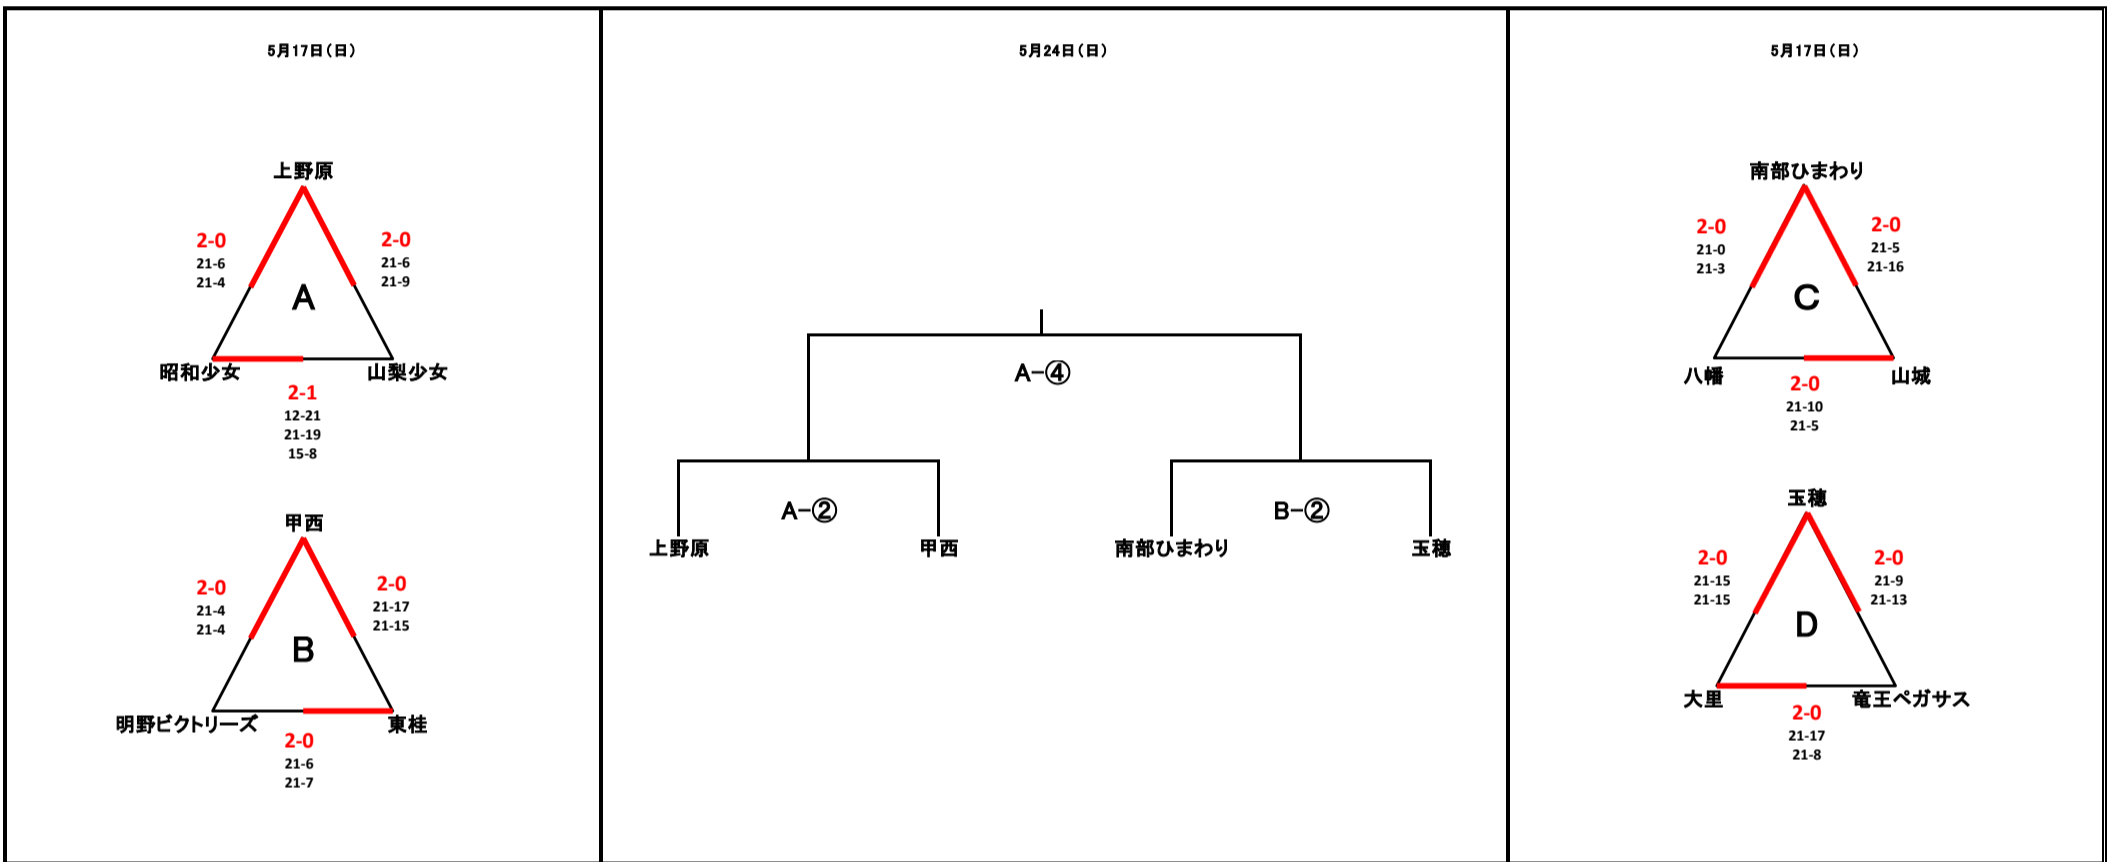 5月17日(日)
上野原
2-0
21-6
21-4
2-0
21-6
21-9
A
昭和少女
山梨少女
2-1
12-21
21-19
15-8
甲西
2-0
21-4
21-4
2-0
21-17
21-15
B
明野ビクトリーズ
東桂
2-0
21-6
21-7
5月24日(日)
A-④
A-②
B-②
上野原
甲西
南部ひまわり
玉穂
5月17日(日)
南部ひまわり
2-0
21-0
21-3
2-0
21-5
21-16
C
八幡
山城
2-0
21-10
21-5
玉穂
2-0
21-15
21-15
2-0
21-9
21-13
D
大里
竜王ペガサス
2-0
21-17
21-8